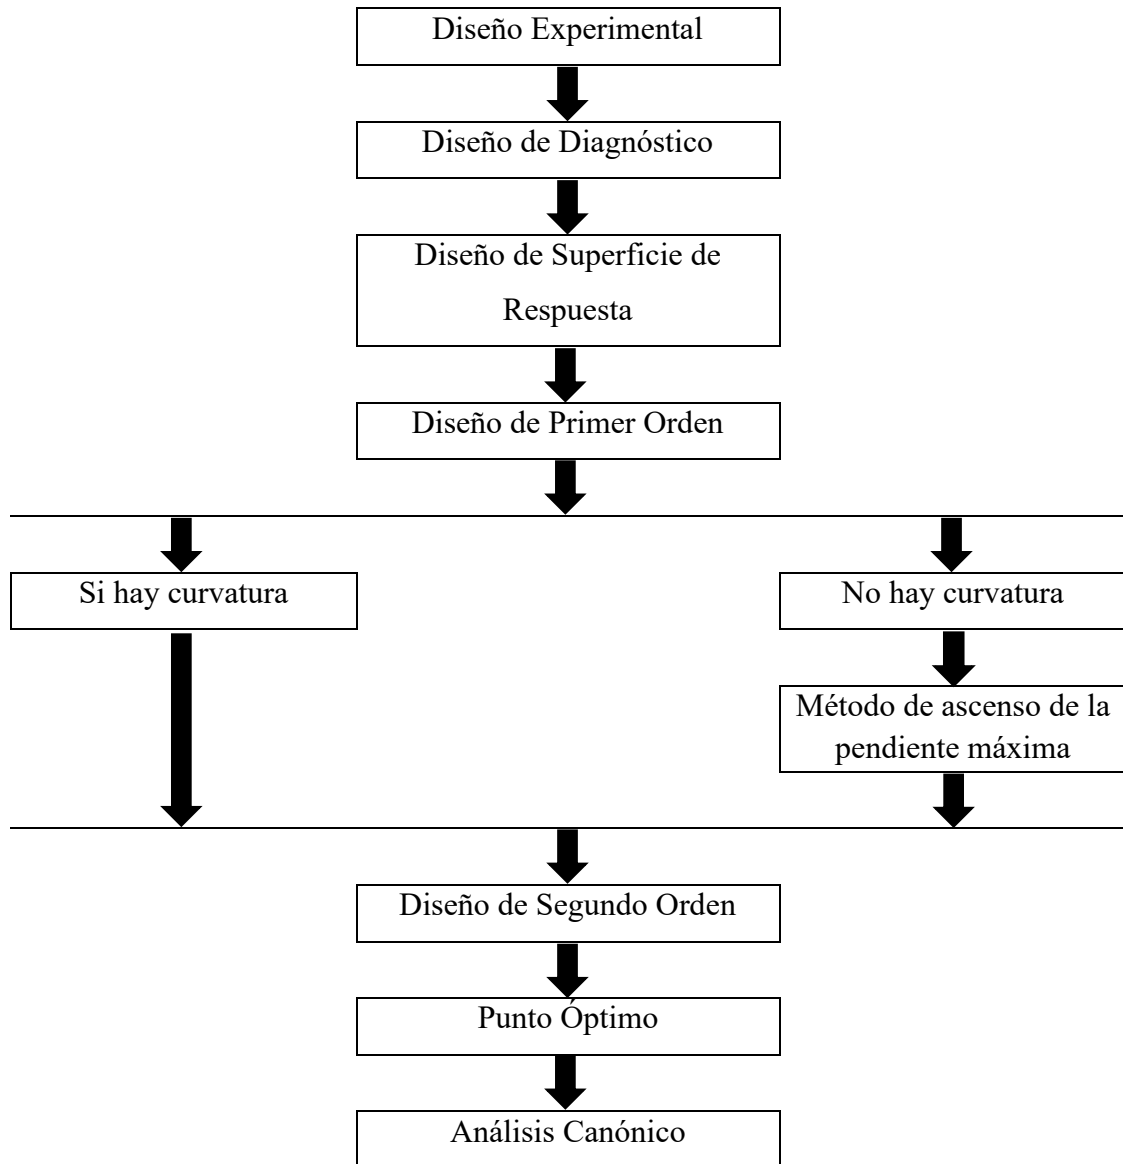 Diseño Experimental
Diseño de Diagnóstico
Diseño de Superficie de
Respuesta
Diseño de Primer Orden
Si hay curvatura
No hay curvatura
Método de ascenso de la
pendiente máxima
Diseño de Segundo Orden
Punto Óptimo
Análisis Canónico